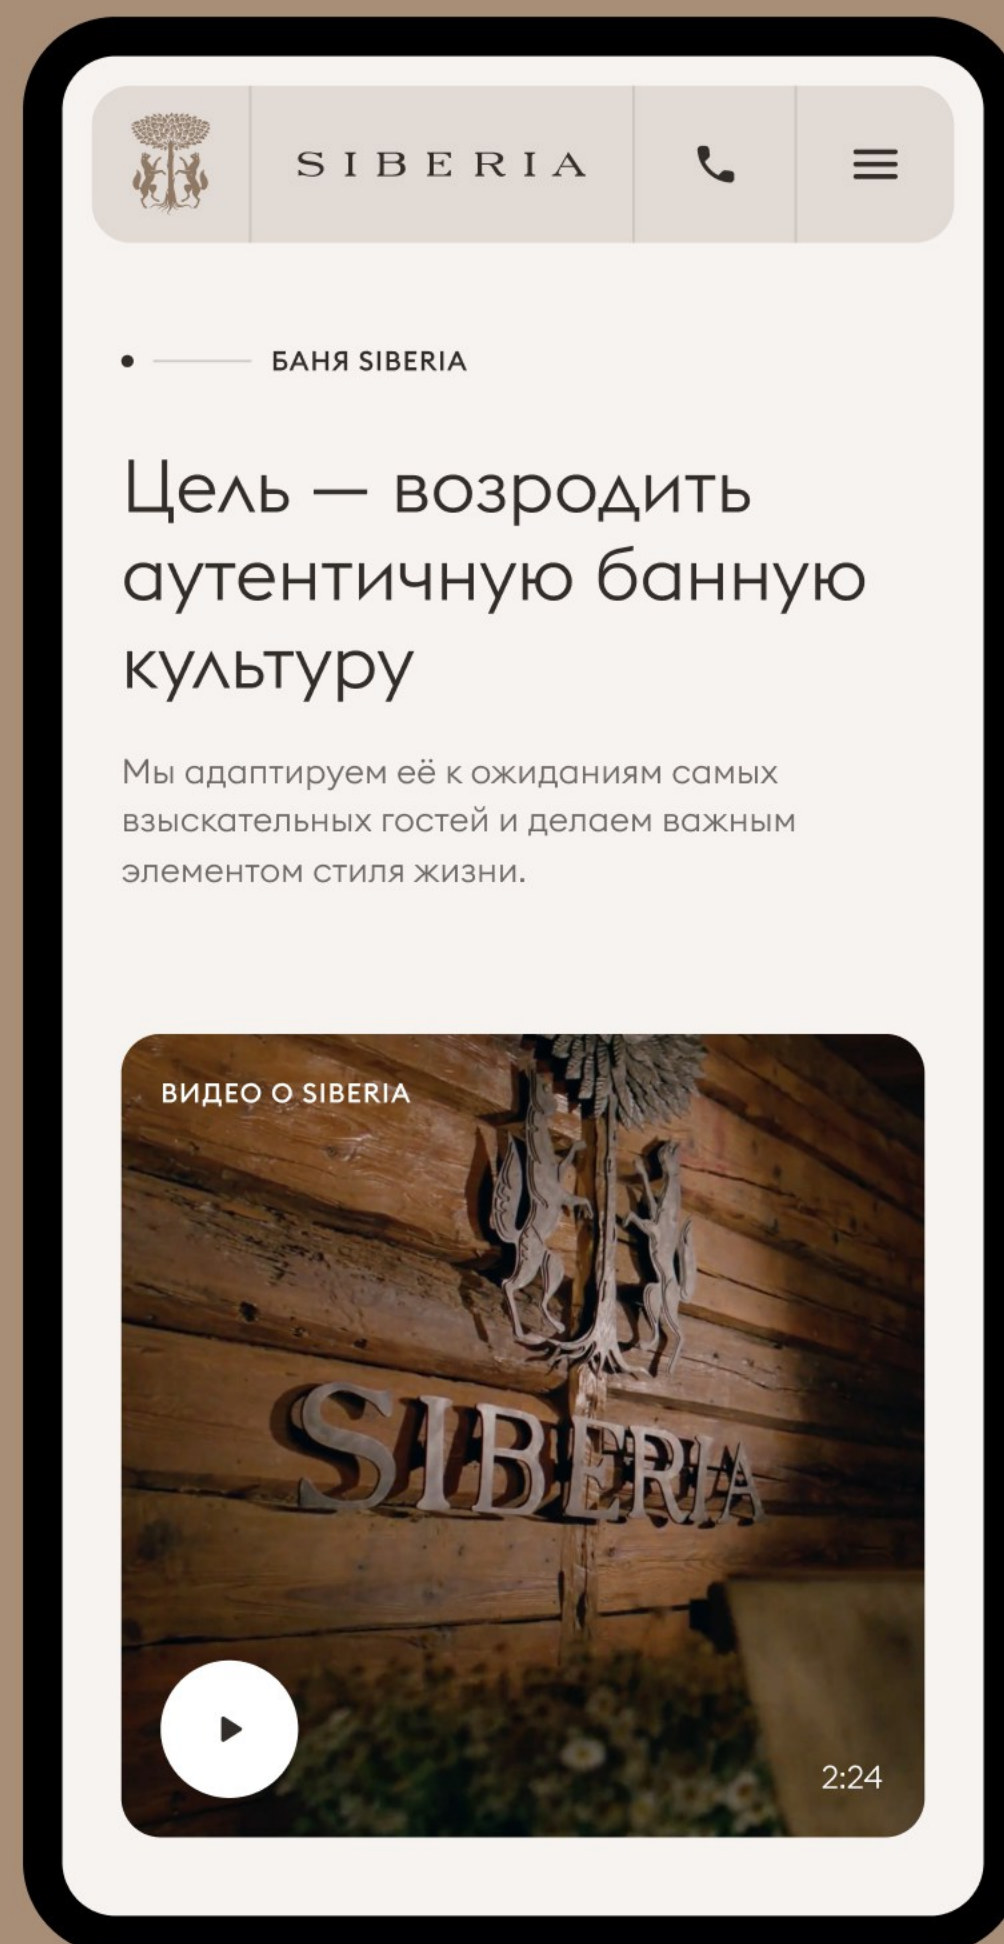 SIBERIA
БАНЯ SIBERIA
Цель — возродить
аутентичную банную
культуру
Мы адаптируем её к ожиданиям самых
взыскательных гостей и делаем важным
элементом стиля жизни.
ВИДЕО О SIBERIA
SIBERIA
2:24